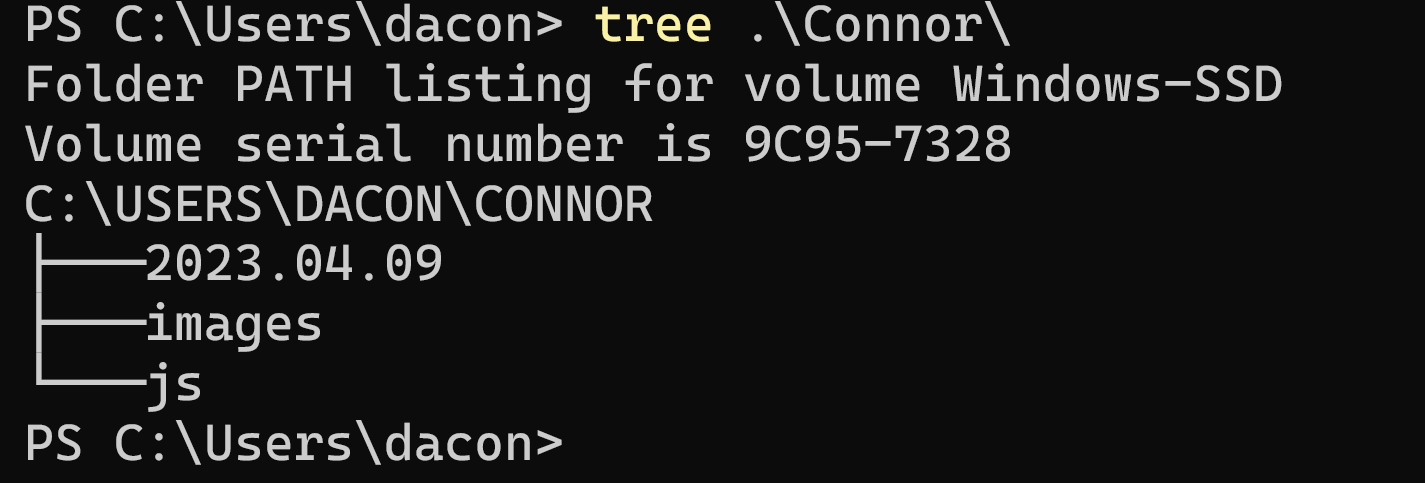 PS C:\Users\dacon> tree .\Connor\
Folder PATH listing for volume Windows-SSD
Volume serial number is 9C95-7328
C:\USERS\DACON\CONNOR
├───2023.04.09
├───images
└───js
PS C:\Users\dacon>